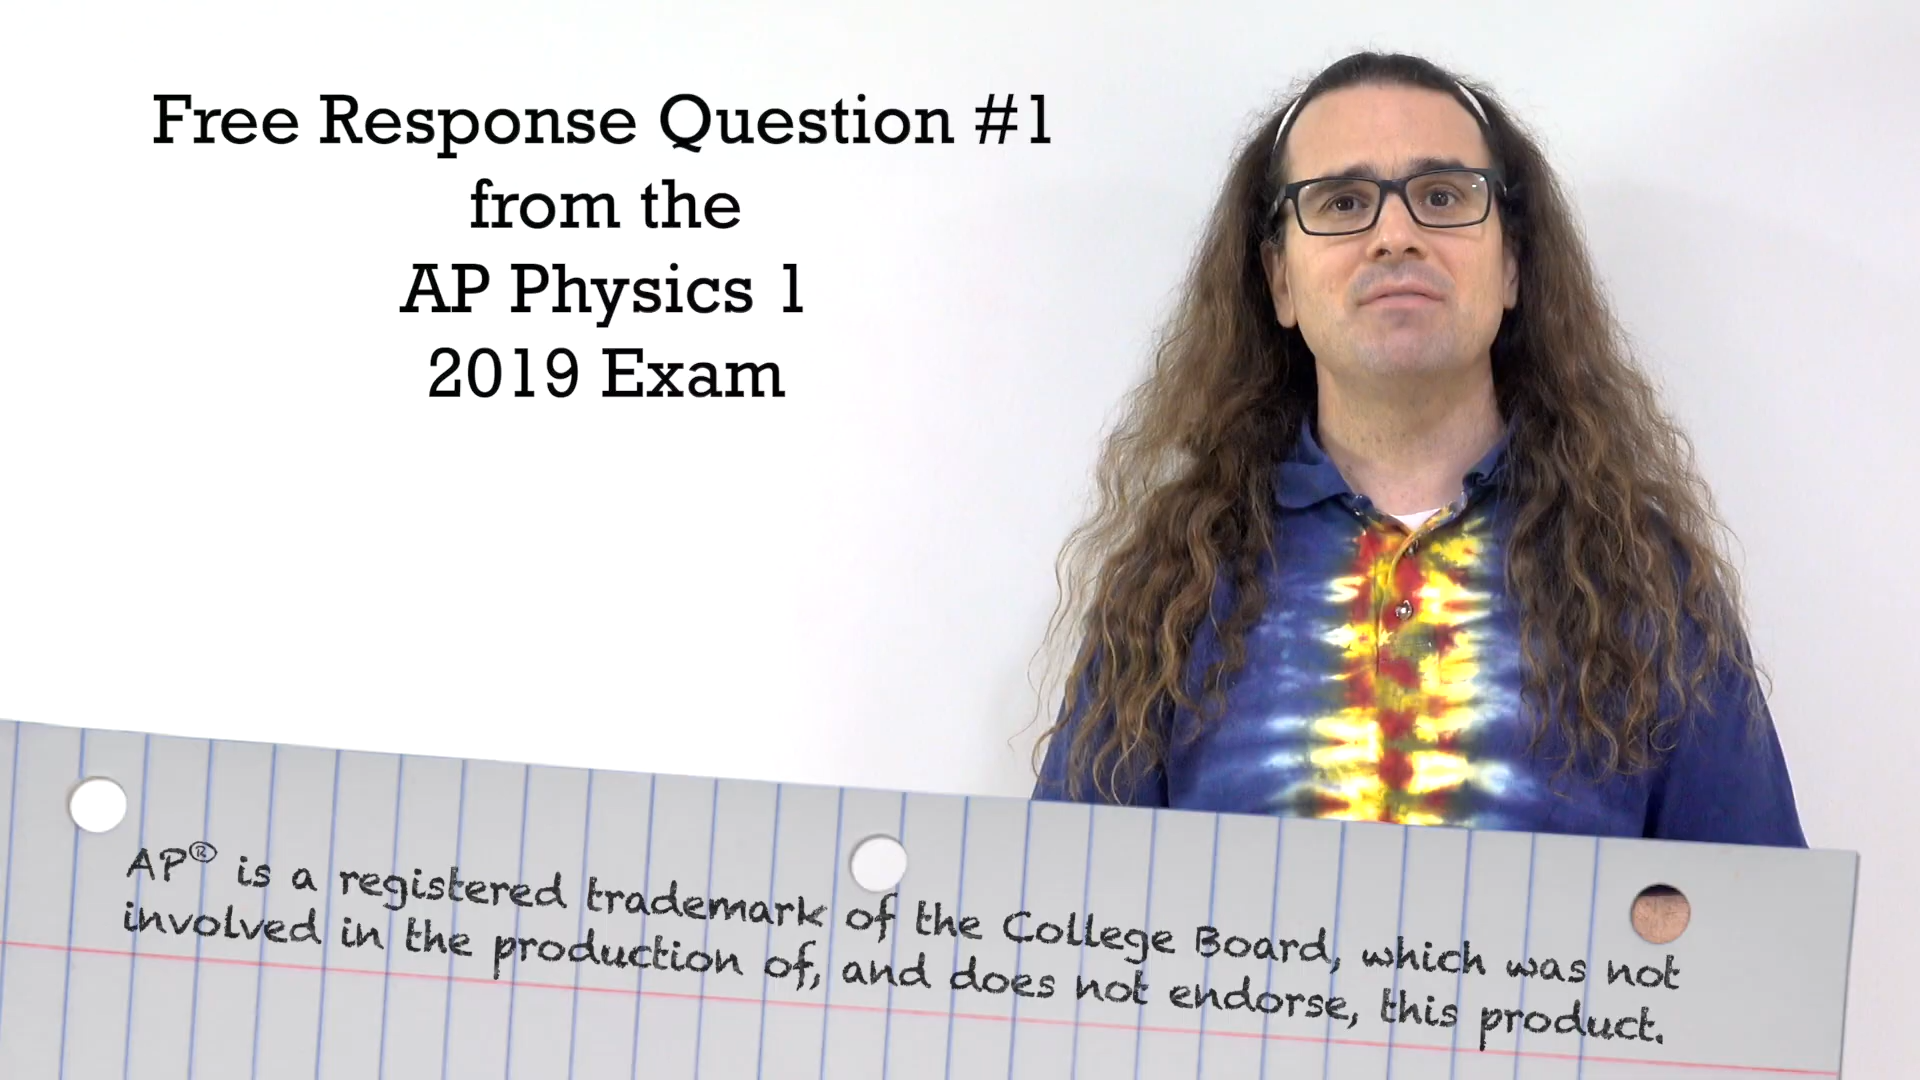 Free Response Question #1
from the
AP Physics 1
2019 Exam
AP® is a registered trademark of the College Board, which was not
involved in the production of, and does not endorse, this product.